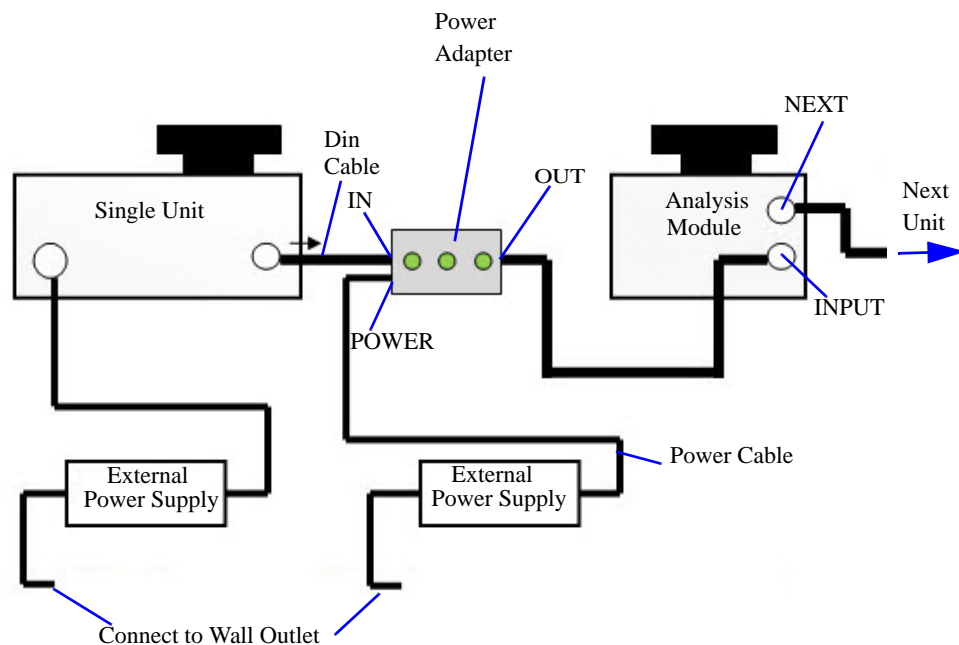 Power
Adapter
NEXT
Din
Cable
IN
OUT
Single Unit
Analysis
Module
Next
Unit
POWER
INPUT
Power Cable
External
Power Supply
External
Power Supply
Connect to Wall Outlet